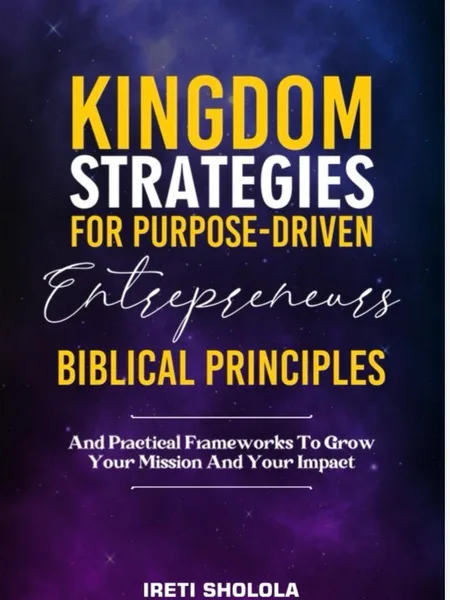 KINGDOM
STRATEGIES
FOR PURPOSE-DRIVEN
Entrepreneurs
BIBLICAL PRINCIPLES
And Practical Frameworks To Grow
Your Mission And Your Impact
IRETI SHOLOLA